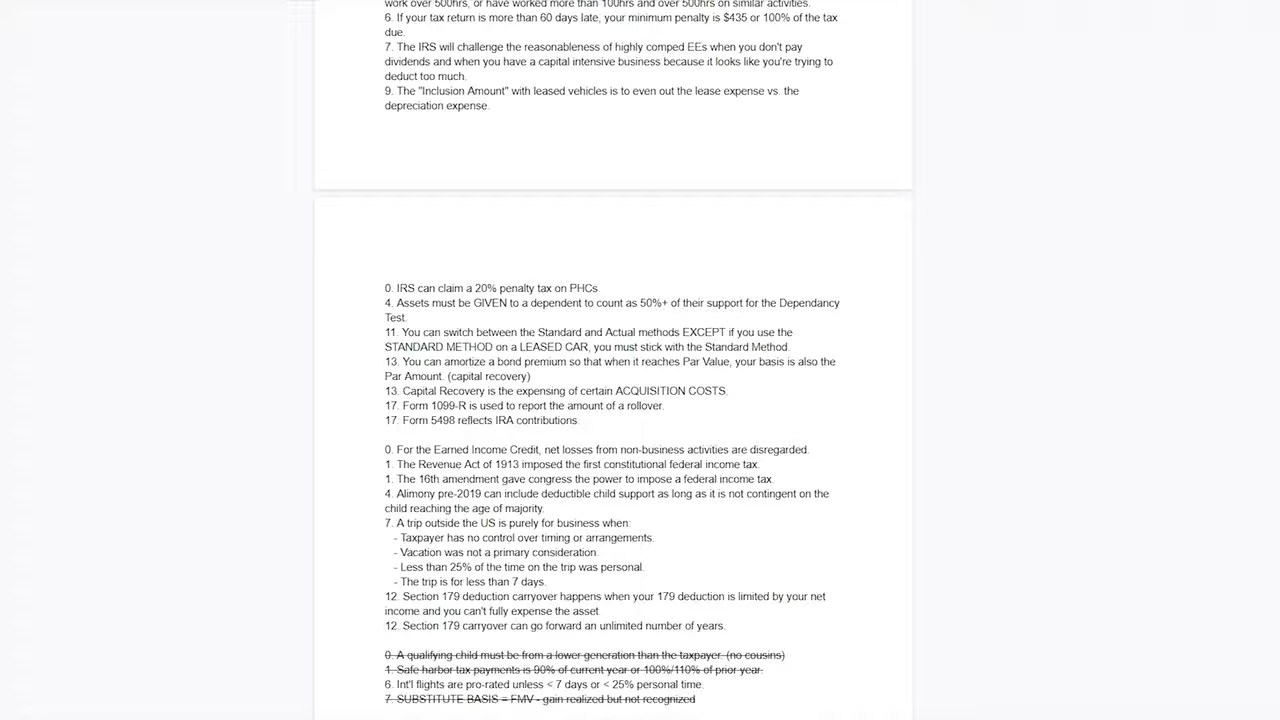 work over 500hrs, or have worked more than 100hrs and over 500hrs on similar activities.
6. If your tax return is more than 60 days late, your minimum penalty is $435 or 100% of the tax
due.
7. The IRS will challenge the reasonableness of highly comped EEs when you don't pay
dividends and when you have a capital intensive business because it looks like you're trying to
deduct too much.
9. The "Inclusion Amount" with leased vehicles is to even out the lease expense vs. the
depreciation expense.
0. IRS can claim a 20% penalty tax on PHCs.
4. Assets must be GIVEN to a dependent to count as 50%+ of their support for the Dependancy
Test.
11. You can switch between the Standard and Actual methods EXCEPT if you use the
STANDARD METHOD on a LEASED CAR, you must stick with the Standard Method.
13. You can amortize a bond premium so that when it reaches Par Value, your basis is also the
Par Amount. (capital recovery)
13. Capital Recovery is the expensing of certain ACQUISITION COSTS.
17. Form 1099-R is used to report the amount of a rollover.
17. Form 5498 reflects IRA contributions.
0. For the Earned Income Credit, net losses from non-business activities are disregarded.
1. The Revenue Act of 1913 imposed the first constitutional federal income tax.
1. The 16th amendment gave congress the power to impose a federal income tax.
4. Alimony pre-2019 can include deductible child support as long as it is not contingent on the
child reaching the age of majority.
7. A trip outside the US is purely for business when:
- Taxpayer has no control over timing or arrangements.
- Vacation was not a primary consideration.
- Less than 25% of the time on the trip was personal.
- The trip is for less than 7 days.
12. Section 179 deduction carryover happens when your 179 deduction is limited by your net
income and you can't fully expense the asset.
12. Section 179 carryover can go forward an unlimited number of years.
0. A qualifying child must be from a lower generation than the taxpayer. (no cousins)
1. Safe harbor tax payments is 90% of current year or 100%/110% of prior year.
6. Int'l flights are pro-rated unless < 7 days or < 25% personal time.
7. SUBSTITUTE BASIS = FMV - gain realized but not recognized